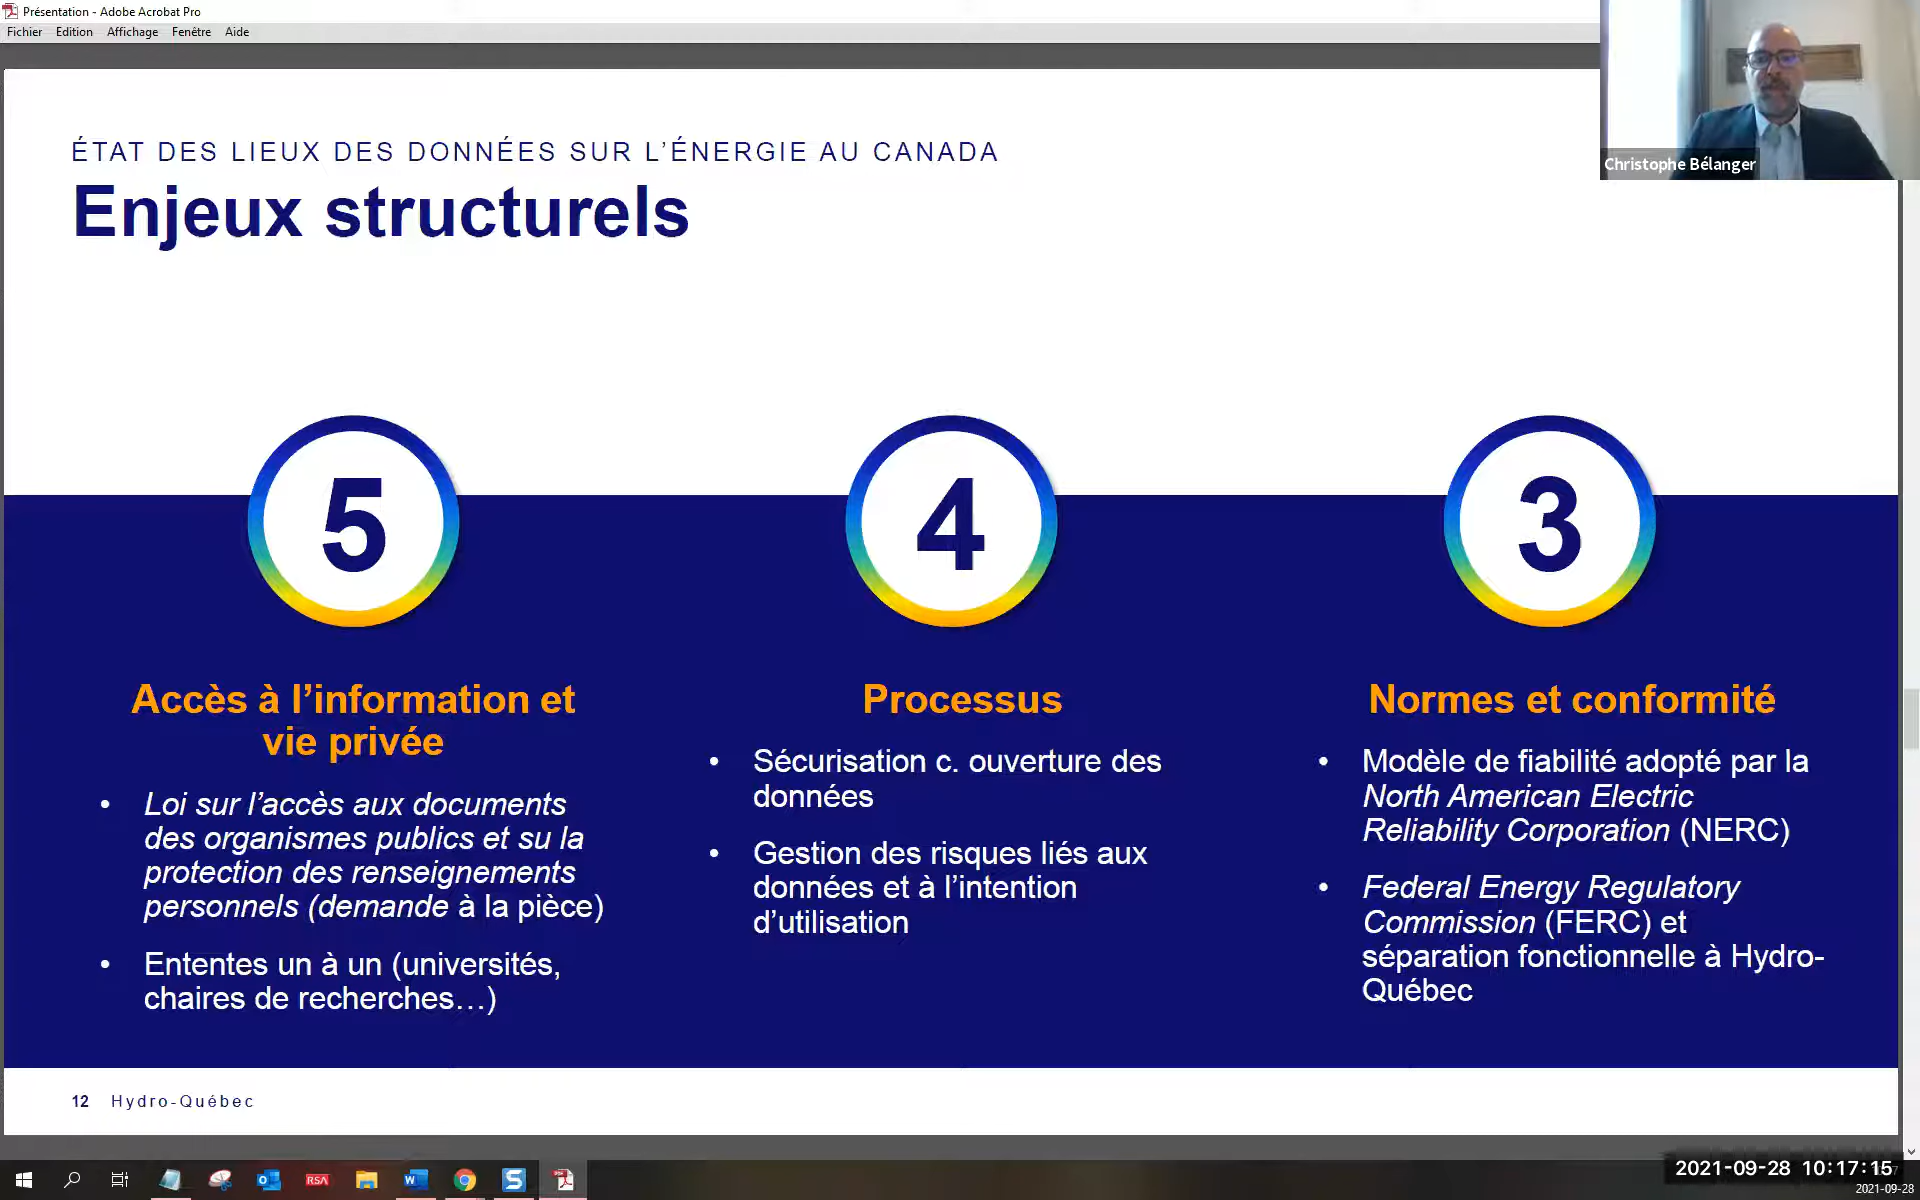 Présentation - Adobe Acrobat Pro
Fichier Edition Affichage Fenêtre Aide
Christophe Bélanger
ÉTAT DES LIEUX DES DONNÉES SUR L’ÉNERGIE AU CANADA
Enjeux structurels
5
Accès à l’information et
vie privée
• Loi sur l’accès aux documents
des organismes publics et su la
protection des renseignements
personnels (demande à la pièce)
• Ententes un à un (universités,
chaires de recherches…)
4
Processus
• Sécurisation c. ouverture des
données
• Gestion des risques liés aux
données et à l’intention
d’utilisation
3
Normes et conformité
• Modèle de fiabilité adopté par la
North American Electric
Reliability Corporation (NERC)
• Federal Energy Regulatory
Commission (FERC) et
séparation fonctionnelle à Hydro-
Québec
12 Hydro-Québec
RSA
2021-09-28 10:17:15
2021-09-28